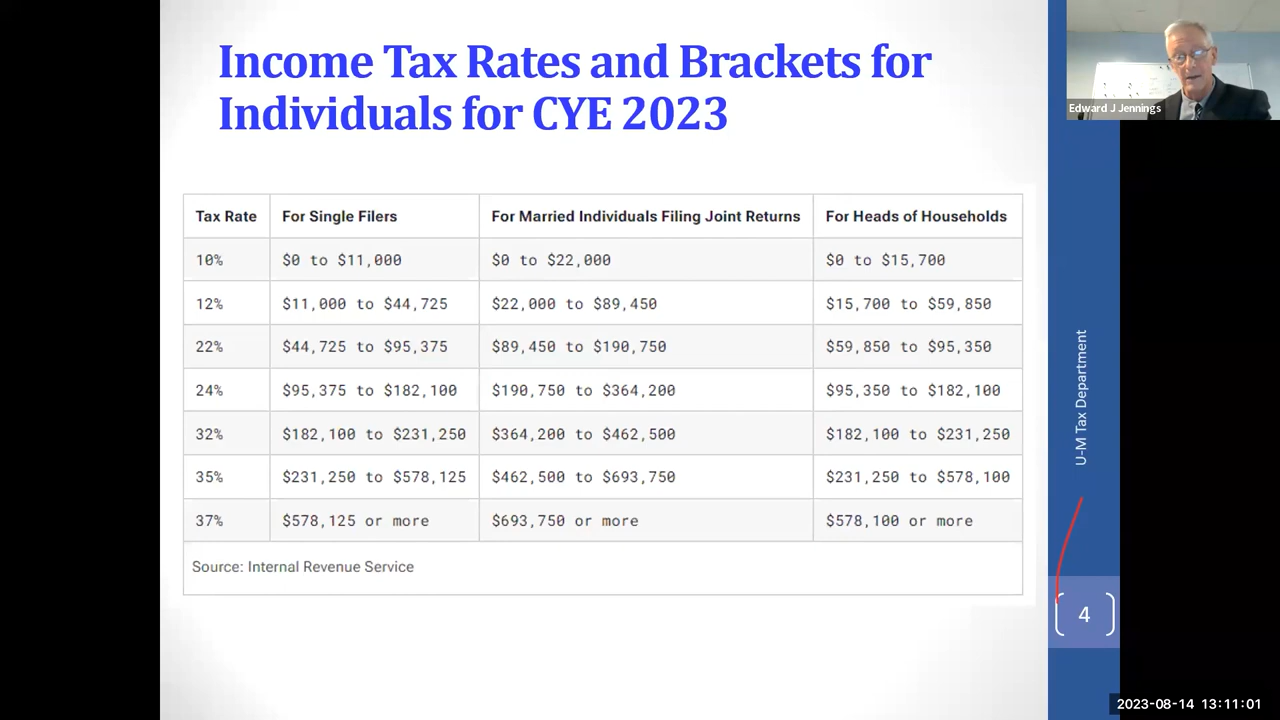 Income Tax Rates and Brackets for
Individuals for CYE 2023
Edward J Jennings
Tax Rate For Single Filers For Married Individuals Filing Joint Returns For Heads of Households
10% $0 to $11,000 $0 to $22,000 $0 to $15,700
12% $11,000 to $44,725 $22,000 to $89,450 $15,700 to $59,850
22% $44,725 to $95,375 $89,450 to $190,750 $59,850 to $95,350
24% $95,375 to $182,100 $190,750 to $364,200 $95,350 to $182,100
32% $182,100 to $231,250 $364,200 to $462,500 $182,100 to $231,250
35% $231,250 to $578,125 $462,500 to $693,750 $231,250 to $578,100
37% $578,125 or more $693,750 or more $578,100 or more
Source: Internal Revenue Service
U-M Tax Department
4
2023-08-14 13:11:01